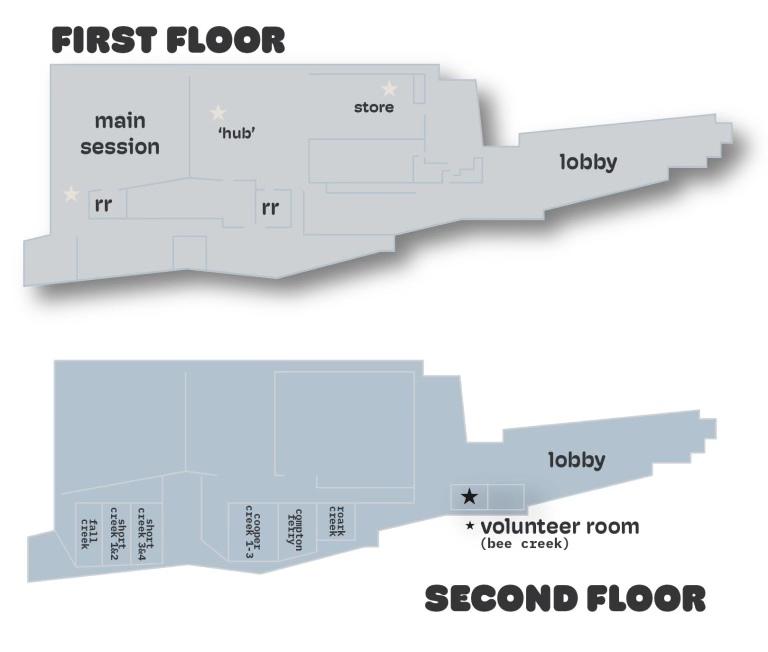 FIRST FLOOR
main
session
'hub'
store
lobby
rr
rr
lobby
fall
creek
short
creek 1&2
short
creek 3&4
cooper
creek 1-3
compton
ferry
roark
creek
volunteer room
(bee creek)
SECOND FLOOR